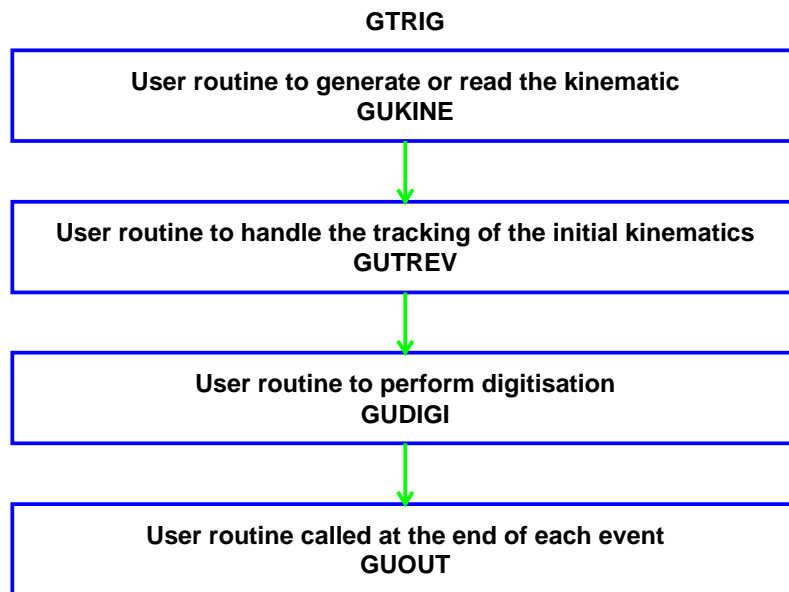 GTRIG
User routine to generate or read the kinematic
GUKINE
User routine to handle the tracking of the initial kinematics
GUTREV
User routine to perform digitisation
GUDIGI
User routine called at the end of each event
GUOUT